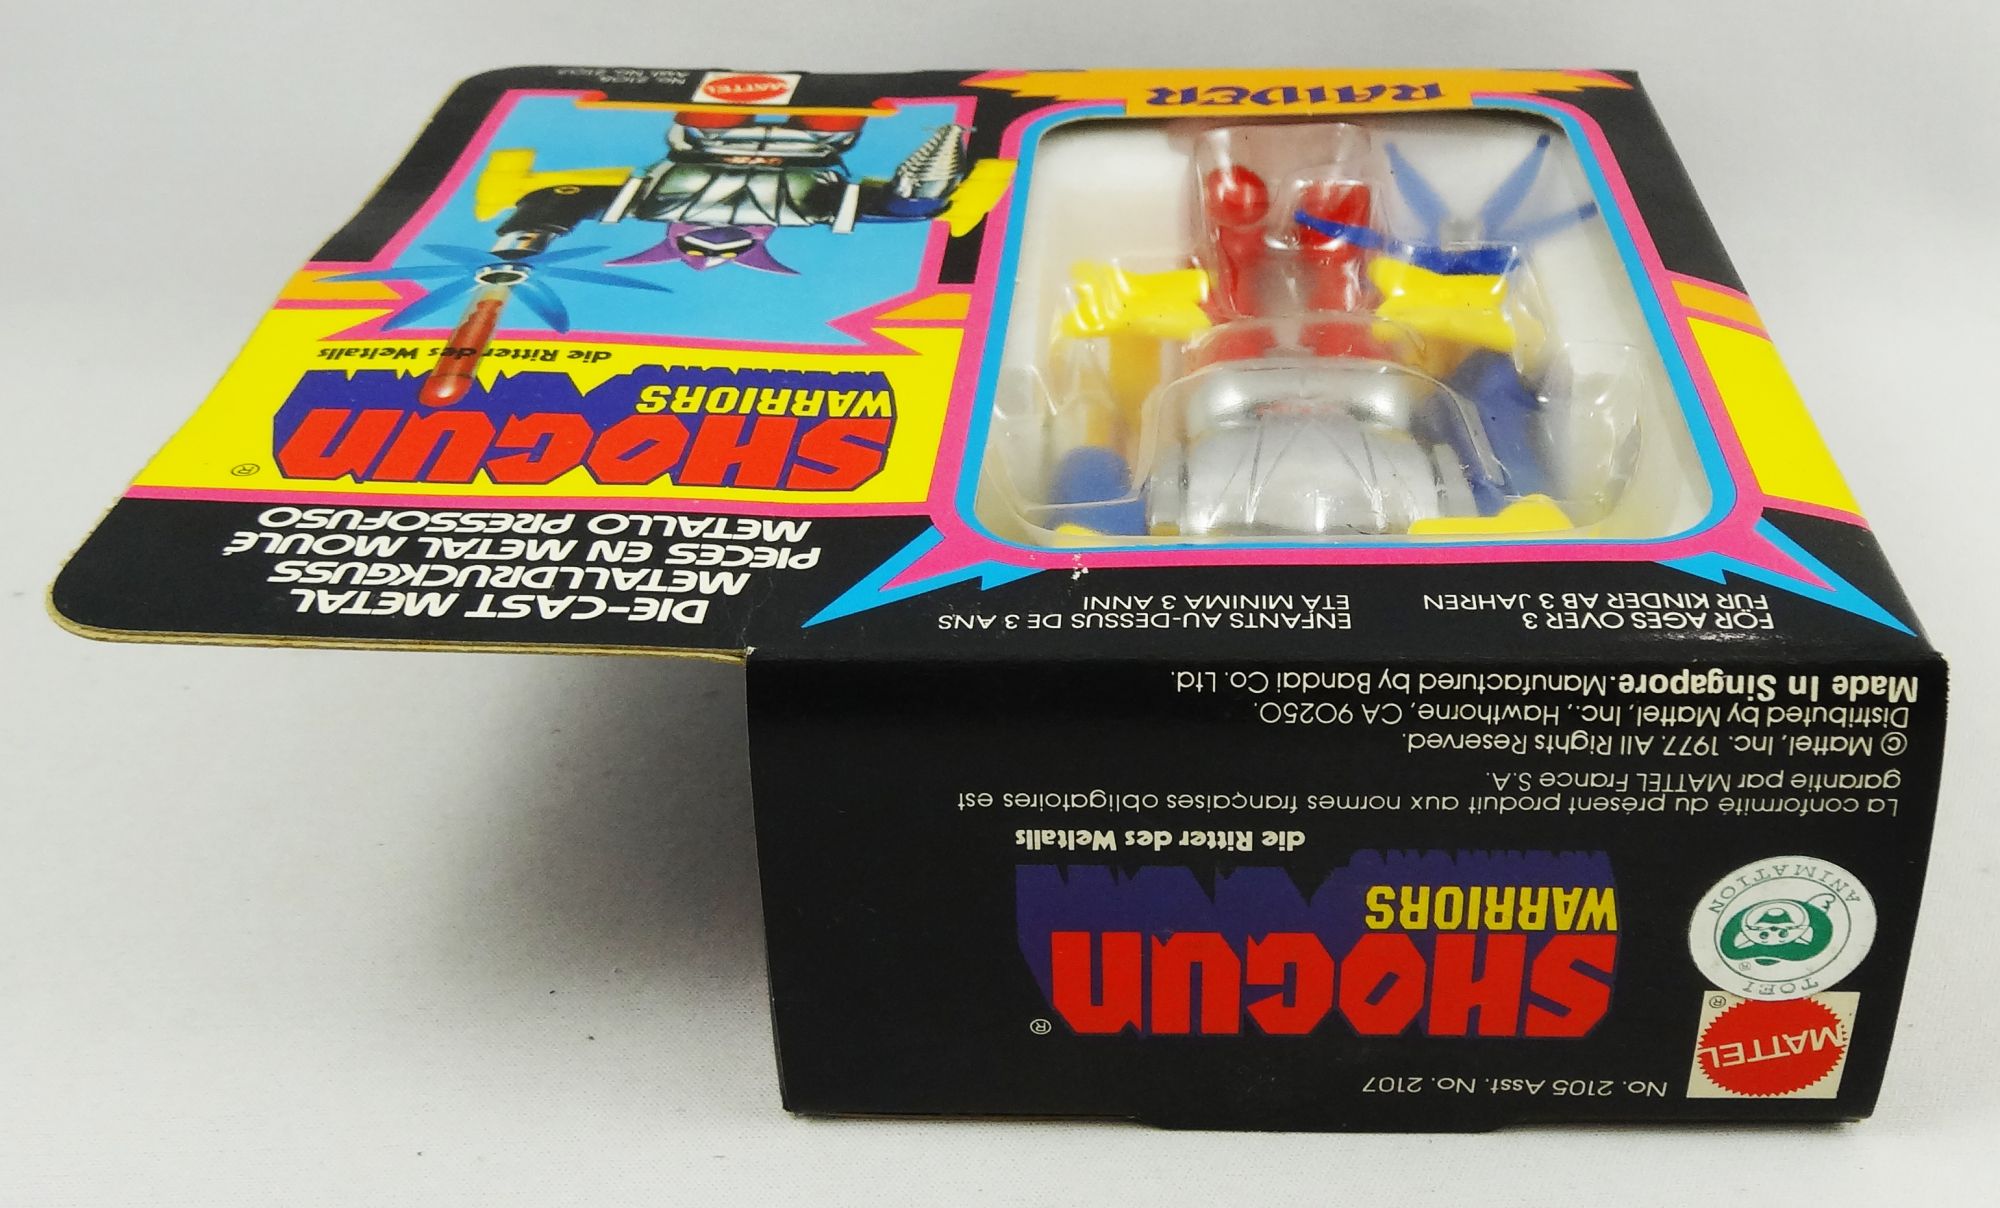 DIE-CAST METAL
METALLDRUCKGUSS
PIECES EN METAL MOULÉ
METALLO PRESSOFUSO
SHOGUN ®
WARRIORS
die Ritter des Weltalls
MATTEL
RAIDER
FOR AGES OVER 3
FÜR KINDER AB 3 JAHREN
ENFANTS AU-DESSUS DE 3 ANS
ETÀ MINIMA 3 ANNI
Made In Singapore. Manufactured by Bandai Co. Ltd.
Distributed by Mattel, Inc., Hawthorne, CA 90250.
© Mattel, Inc. 1977. All Rights Reserved.
La conformité du présent produit aux normes françaises obligatoires est
garantie par MATTEL France S.A.
die Ritter des Weltalls
SHOGUN ®
WARRIORS
TOEI ®
ANIMATION
MATTEL ®
No. 2105 Asst. No. 2107